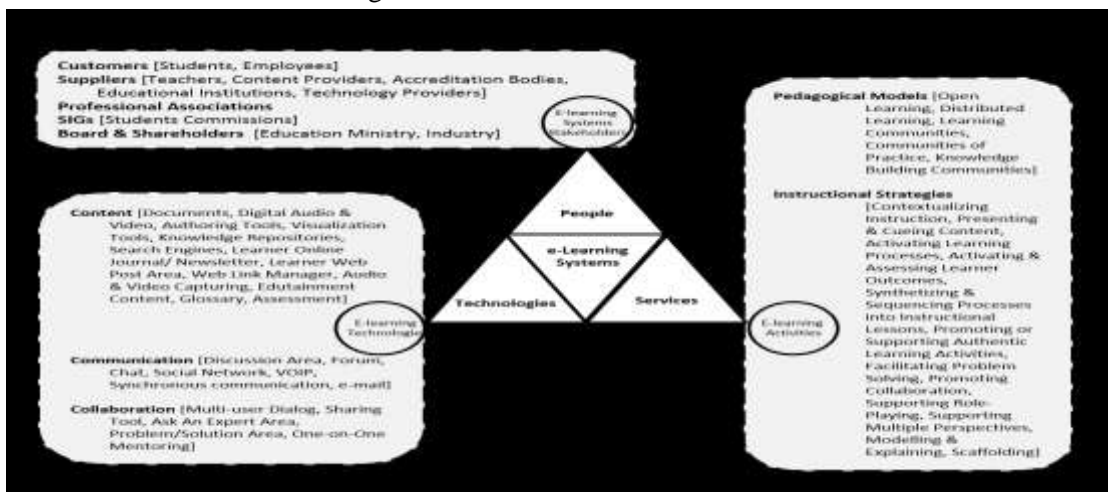 Customers [Students, Employees]
Suppliers [Teachers, Content Providers, Accreditation Bodies,
Educational Institutions, Technology Providers]
Professional Associations
SIGs [Students Commissions]
Board & Shareholders [Education Ministry, Industry]
E-learning
Systems
Stakeholders
Pedagogical Models [Open
Learning, Distributed
Learning, Learning
Communities,
Communities of
Practice, Knowledge
Building Communities]
Instructional Strategies
[Contextualizing
Instruction, Presenting
& Cueing Content,
Activating Learning
Processes, Activating &
Assessing Learner
Outcomes,
Synthetizing &
Sequencing Processes
into Instructional
Lessons, Promoting or
Supporting Authentic
Learning Activities,
Facilitating Problem
Solving, Promoting
Collaboration,
Supporting Role-
Playing, Supporting
Multiple Perspectives,
Modelling &
Explaining, Scaffolding]
People
e-Learning
Systems
Technologies
Services
Content [Documents, Digital Audio &
Video, Authoring Tools, Visualization
Tools, Knowledge Repositories,
Search Engines, Learner Online
Journal/ Newsletter, Learner Web
Post Area, Web Link Manager, Audio
& Video Capturing, Edutainment
Content, Glossary, Assessment]
E-learning
Technologie
E-learning
Activities
Communication [Discussion Area, Forum,
Chat, Social Network, VOIP,
Synchronous communication, e-mail]
Collaboration [Multi-user Dialog, Sharing
Tool, Ask An Expert Area,
Problem/Solution Area, One-on-One
Mentoring]